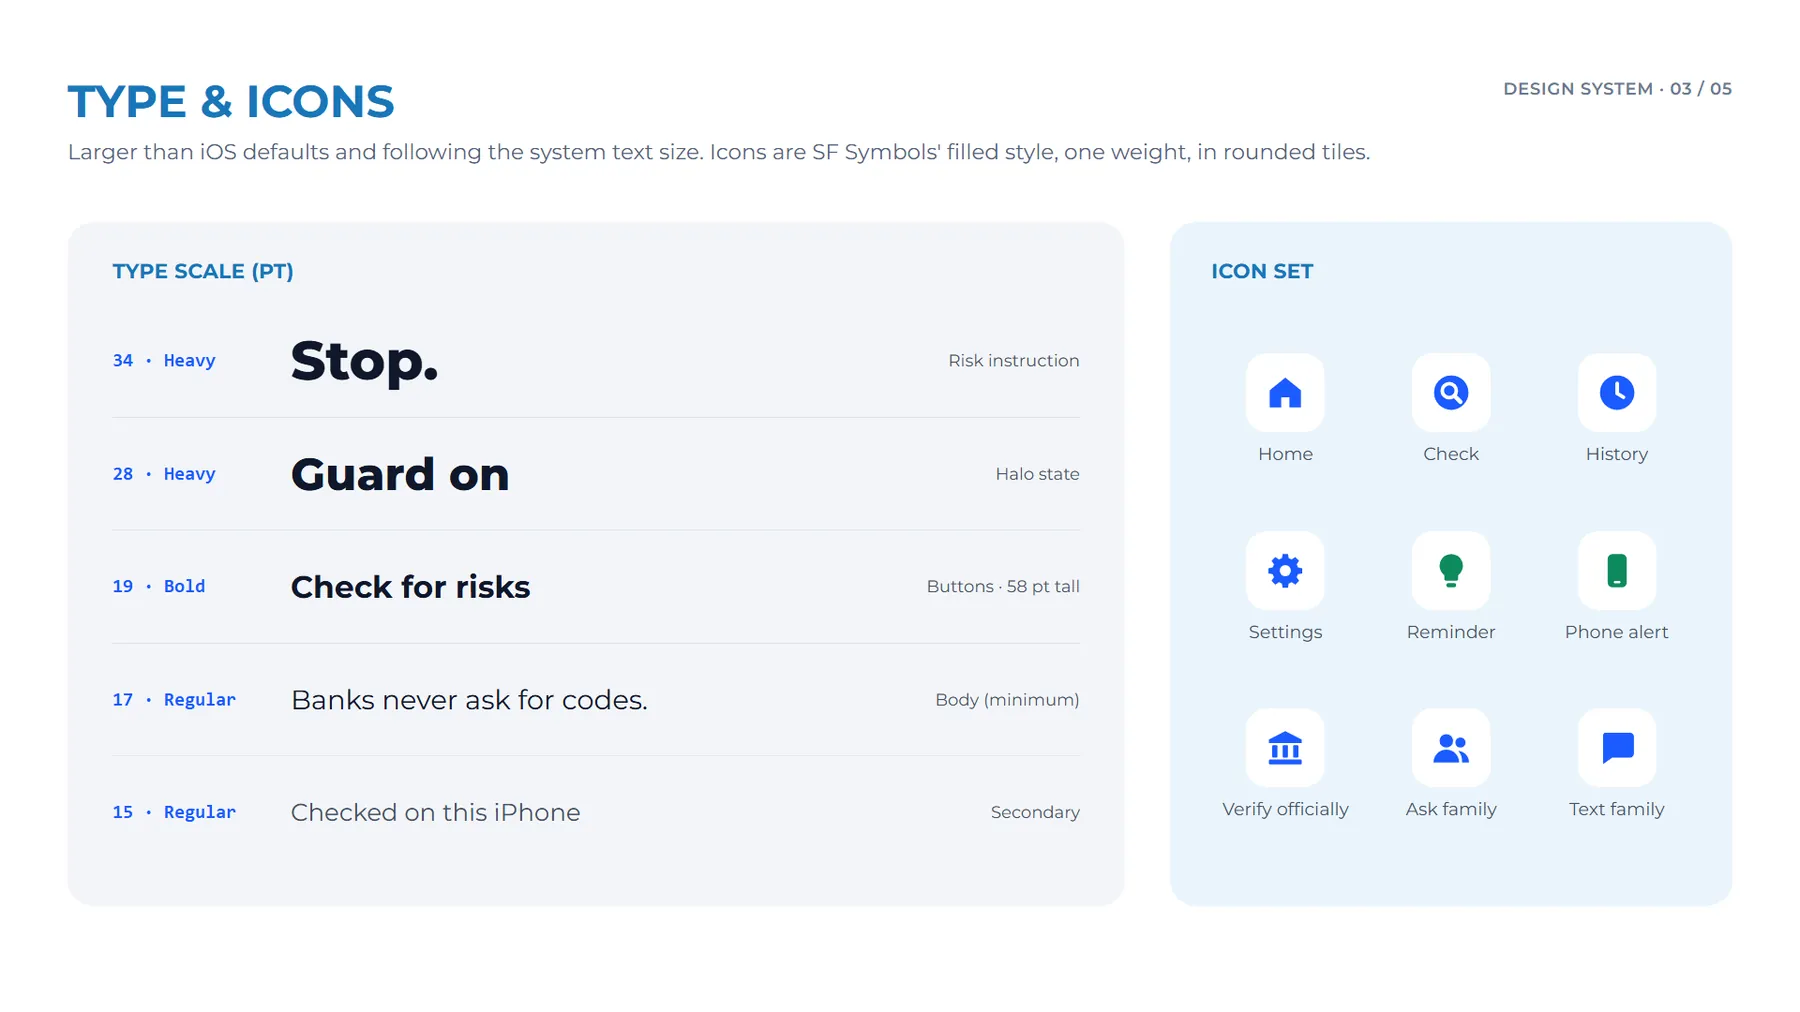 TYPE & ICONS
DESIGN SYSTEM · 03 / 05
Larger than iOS defaults and following the system text size. Icons are SF Symbols' filled style, one weight, in rounded tiles.
TYPE SCALE (PT)
34 · Heavy
Stop.
Risk instruction
28 · Heavy
Guard on
Halo state
19 · Bold
Check for risks
Buttons · 58 pt tall
17 · Regular
Banks never ask for codes.
Body (minimum)
15 · Regular
Checked on this iPhone
Secondary
ICON SET
Home
Check
History
Settings
Reminder
Phone alert
Verify officially
Ask family
Text family